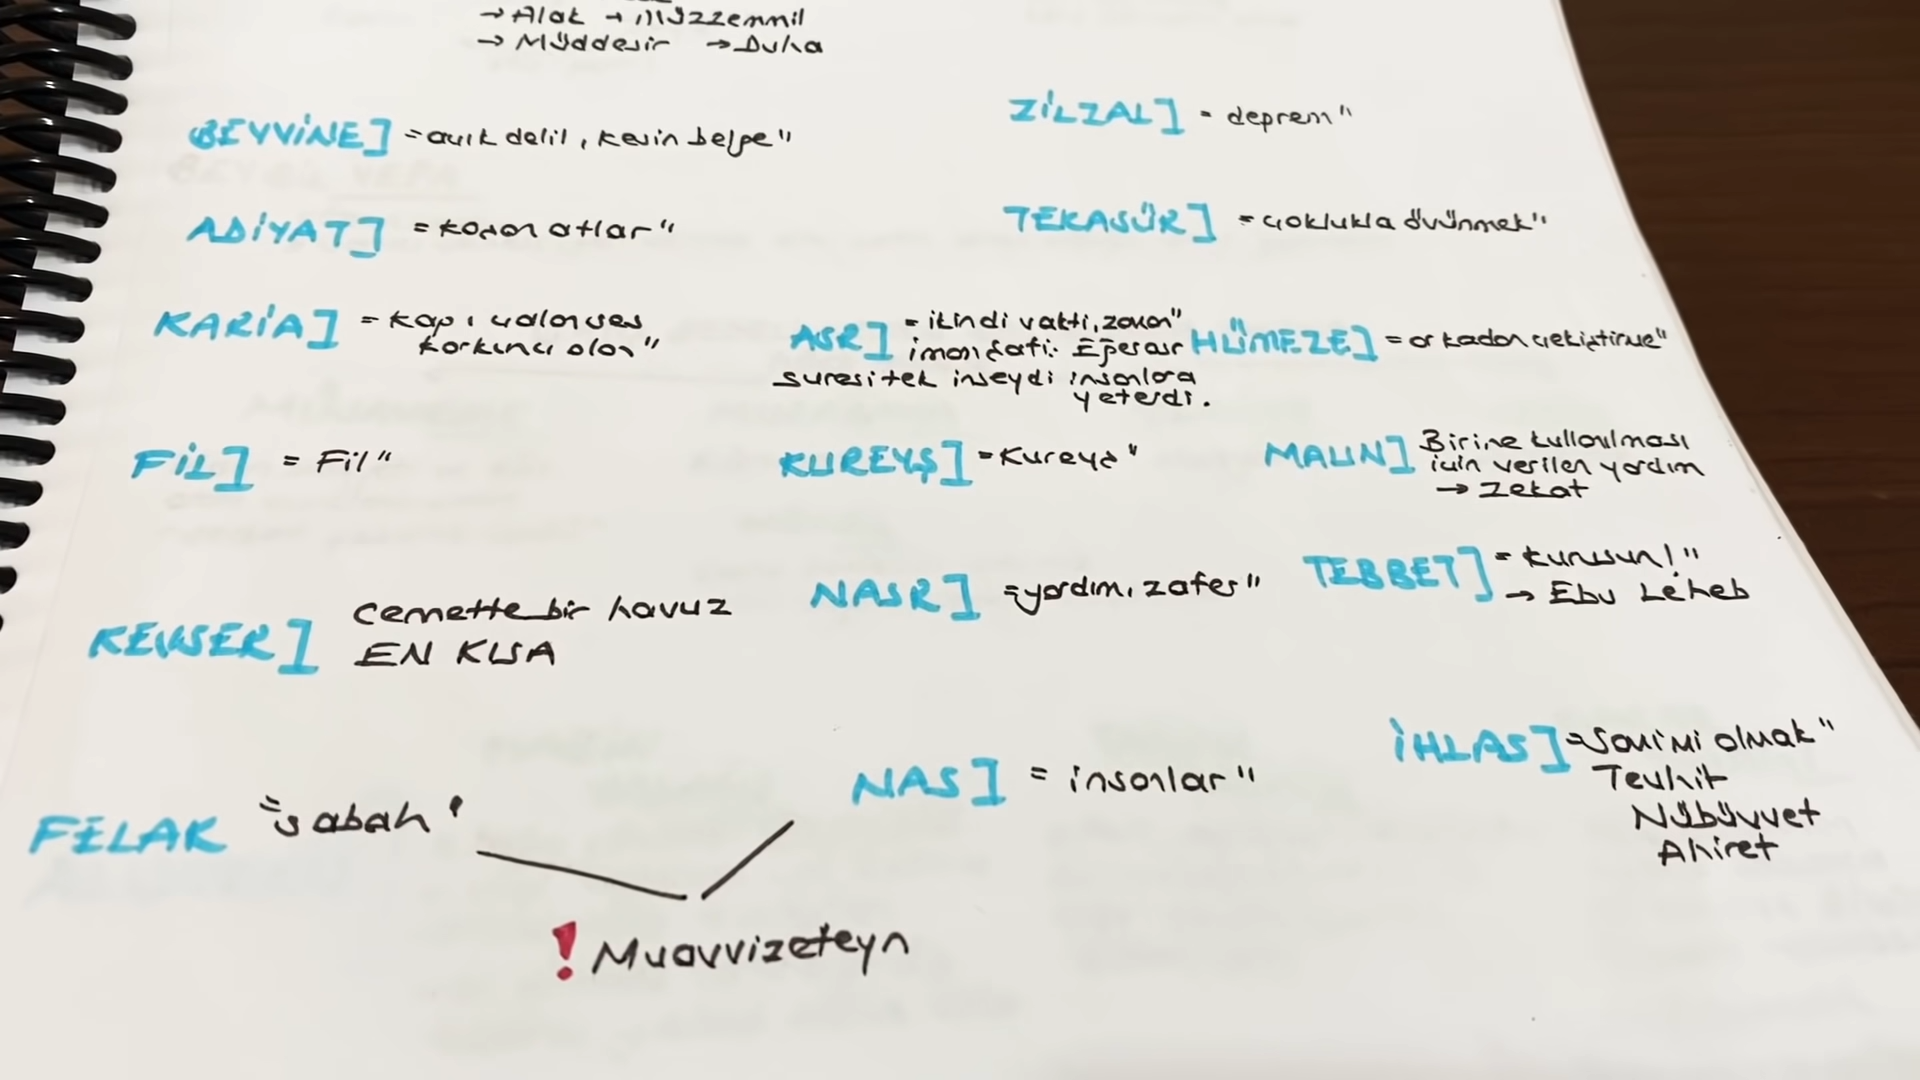 → Alak → Müzzemmil
→ Müddesir → Duha
BEYYİNE] = açık delil, kesin belge"
ZİLZAL] = deprem"
ADİYAT] = koşan atlar"
TEKASÜR] = çoklukla övünmek"
KARİA] = kapı çalan ses
korkunç olay"
ASR] = ikindi vakti, zaman"
imam Şafi: Eğer asr
suresi tek inseydi insanlara
yeterdi.
HÜMEZE] = arkadan çekiştirme"
FİL] = Fil"
KUREYŞ] = Kureyş"
MAUN] Birine kullanılması
için verilen yardım
→ Zekat
KEVSER] Cennette bir havuz
EN KISA
NASR] = yardım, zafer"
TEBBET] = kurusun!"
→ Ebu Leheb
FELAK "sabah"
NAS] = insanlar"
İHLAS] = Samimi olmak"
Tevhit
Nübüvvet
Ahiret
! Muavvizeteyn